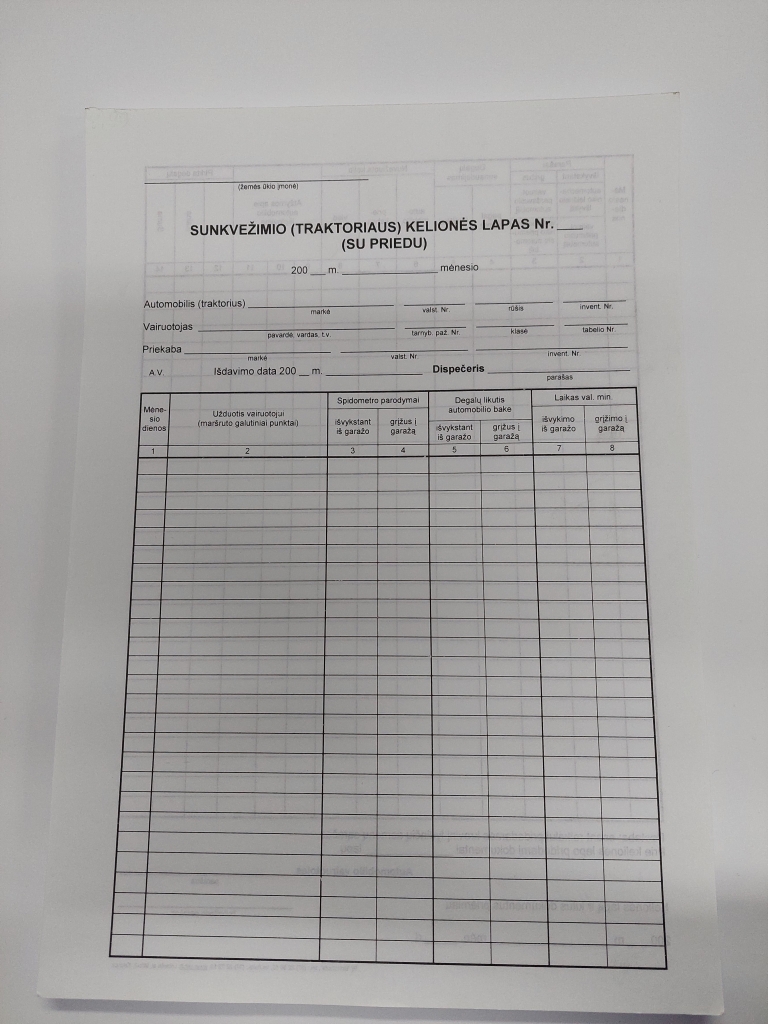 (žemės ūkio įmonė)
SUNKVEŽIMIO (TRAKTORIAUS) KELIONĖS LAPAS Nr. ____
(SU PRIEDU)
200 ___ m. ________________ mėnesio
Automobilis (traktorius)
markė valst. Nr. rūšis invent. Nr.
Vairuotojas
pavardė, vardas, t.v. tarnyb. paž. Nr. klasė tabelio Nr.
Priekaba
markė valst. Nr. invent. Nr.
A.V. Išdavimo data 200 __ m. Dispečeris
parašas
Mėne-
sio
dienos
Užduotis vairuotojui
(maršruto galutiniai punktai)
Spidometro parodymai
išvykstant
iš garažo
grįžus į
garažą
Degalų likutis
automobilio bake
išvykstant
iš garažo
grįžus į
garažą
Laikas val. min.
išvykimo
iš garažo
grįžimo į
garažą
1 2 3 4 5 6 7 8